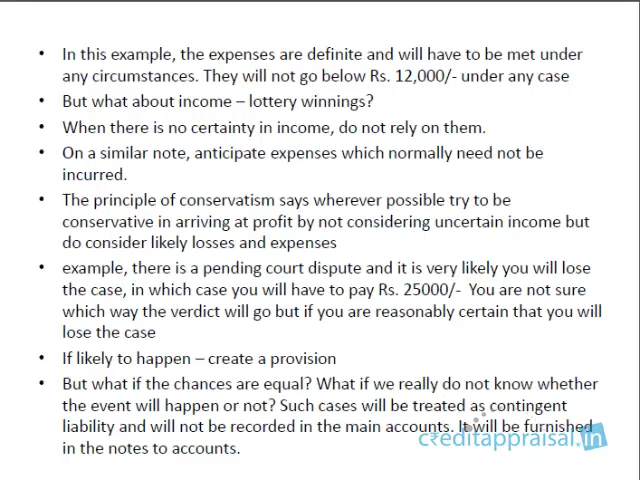 • In this example, the expenses are definite and will have to be met under
any circumstances. They will not go below Rs. 12,000/- under any case
• But what about income – lottery winnings?
• When there is no certainty in income, do not rely on them.
• On a similar note, anticipate expenses which normally need not be
incurred.
• The principle of conservatism says wherever possible try to be
conservative in arriving at profit by not considering uncertain income but
do consider likely losses and expenses
• example, there is a pending court dispute and it is very likely you will lose
the case, in which case you will have to pay Rs. 25000/- You are not sure
which way the verdict will go but if you are reasonably certain that you will
lose the case
• If likely to happen – create a provision
• But what if the chances are equal? What if we really do not know whether
the event will happen or not? Such cases will be treated as contingent
liability and will not be recorded in the main accounts. It will be furnished
in the notes to accounts.
c₹editappraisal.in